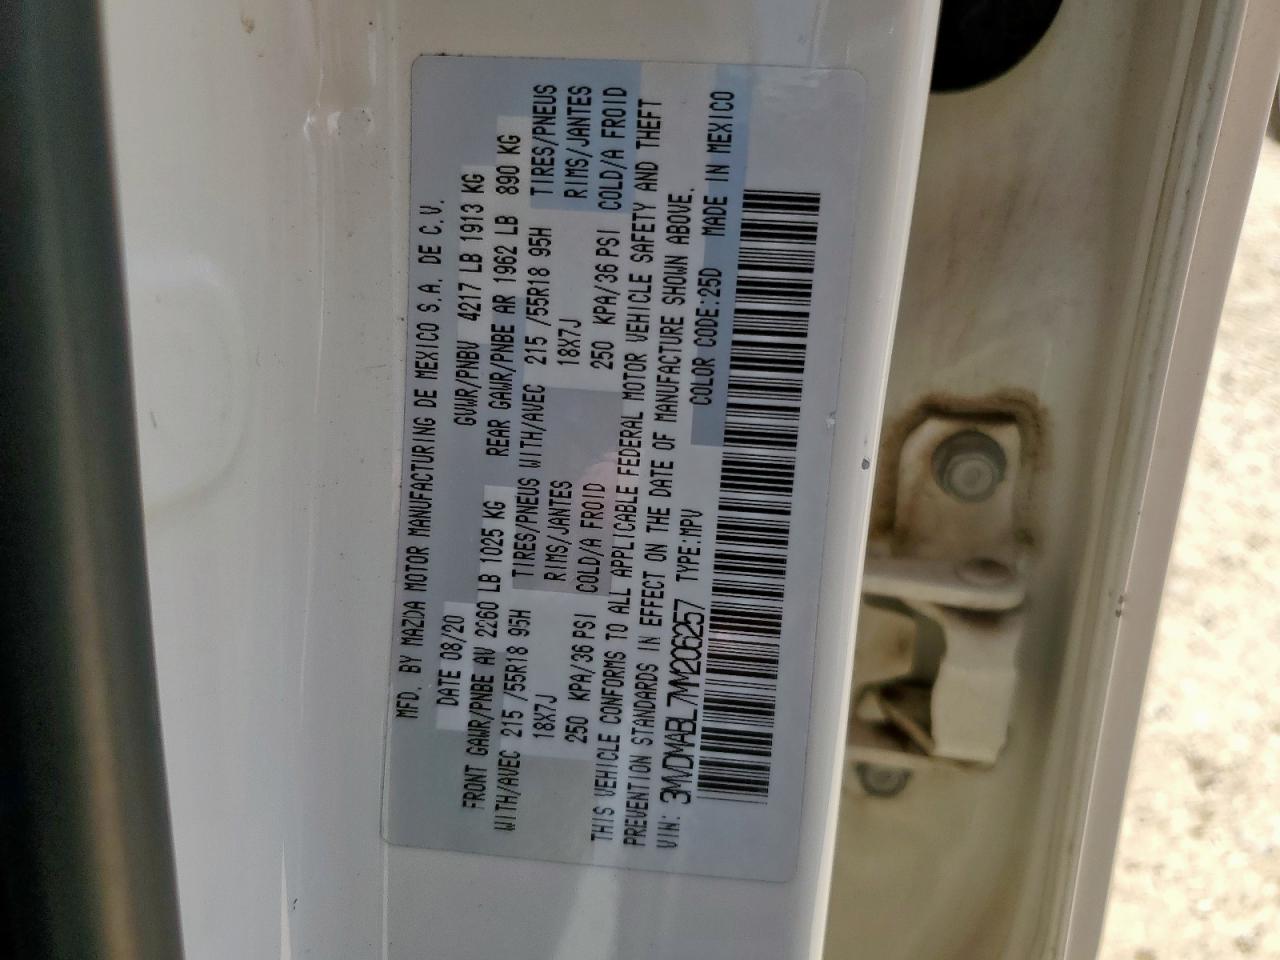 MFD. BY MAZDA MOTOR MANUFACTURING DE MEXICO S.A. DE C.V.
DATE 08/20 GVWR/PNBV 4217 LB 1913 KG
FRONT GAWR/PNBE AV 2260 LB 1025 KG REAR GAWR/PNBE AR 1962 LB 890 KG
WITH/AVEC 215 /55R18 95H TIRES/PNEUS WITH/AVEC 215 /55R18 95H TIRES/PNEUS
18X7J RIMS/JANTES 18X7J RIMS/JANTES
250 KPA/36 PSI COLD/A FROID 250 KPA/36 PSI COLD/A FROID
THIS VEHICLE CONFORMS TO ALL APPLICABLE FEDERAL MOTOR VEHICLE SAFETY AND THEFT
PREVENTION STANDARDS IN EFFECT ON THE DATE OF MANUFACTURE SHOWN ABOVE.
VIN: 3MVDMABL7MM206257 TYPE:MPV COLOR CODE:25D MADE IN MEXICO